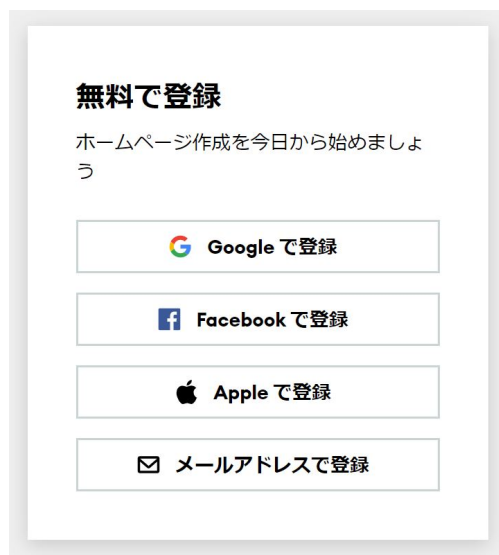 無料で登録
ホームページ作成を今日から始めましょ
う
Google で登録
Facebook で登録
Apple で登録
メールアドレスで登録